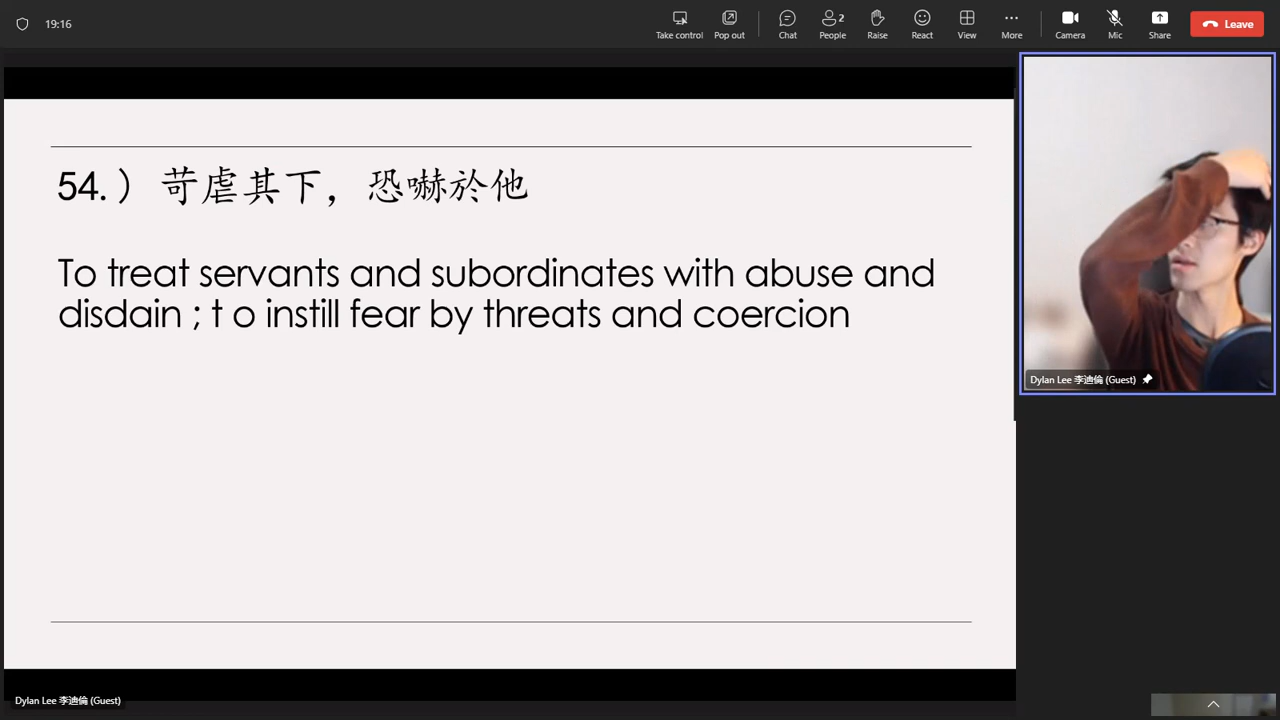 19:16
Take control
Pop out
Chat
2
People
Raise
React
View
More
Camera
Mic
Share
Leave
54.）苛虐其下，恐嚇於他
To treat servants and subordinates with abuse and
disdain ; t o instill fear by threats and coercion
Dylan Lee 李迪倫 (Guest)
Dylan Lee 李迪倫 (Guest)